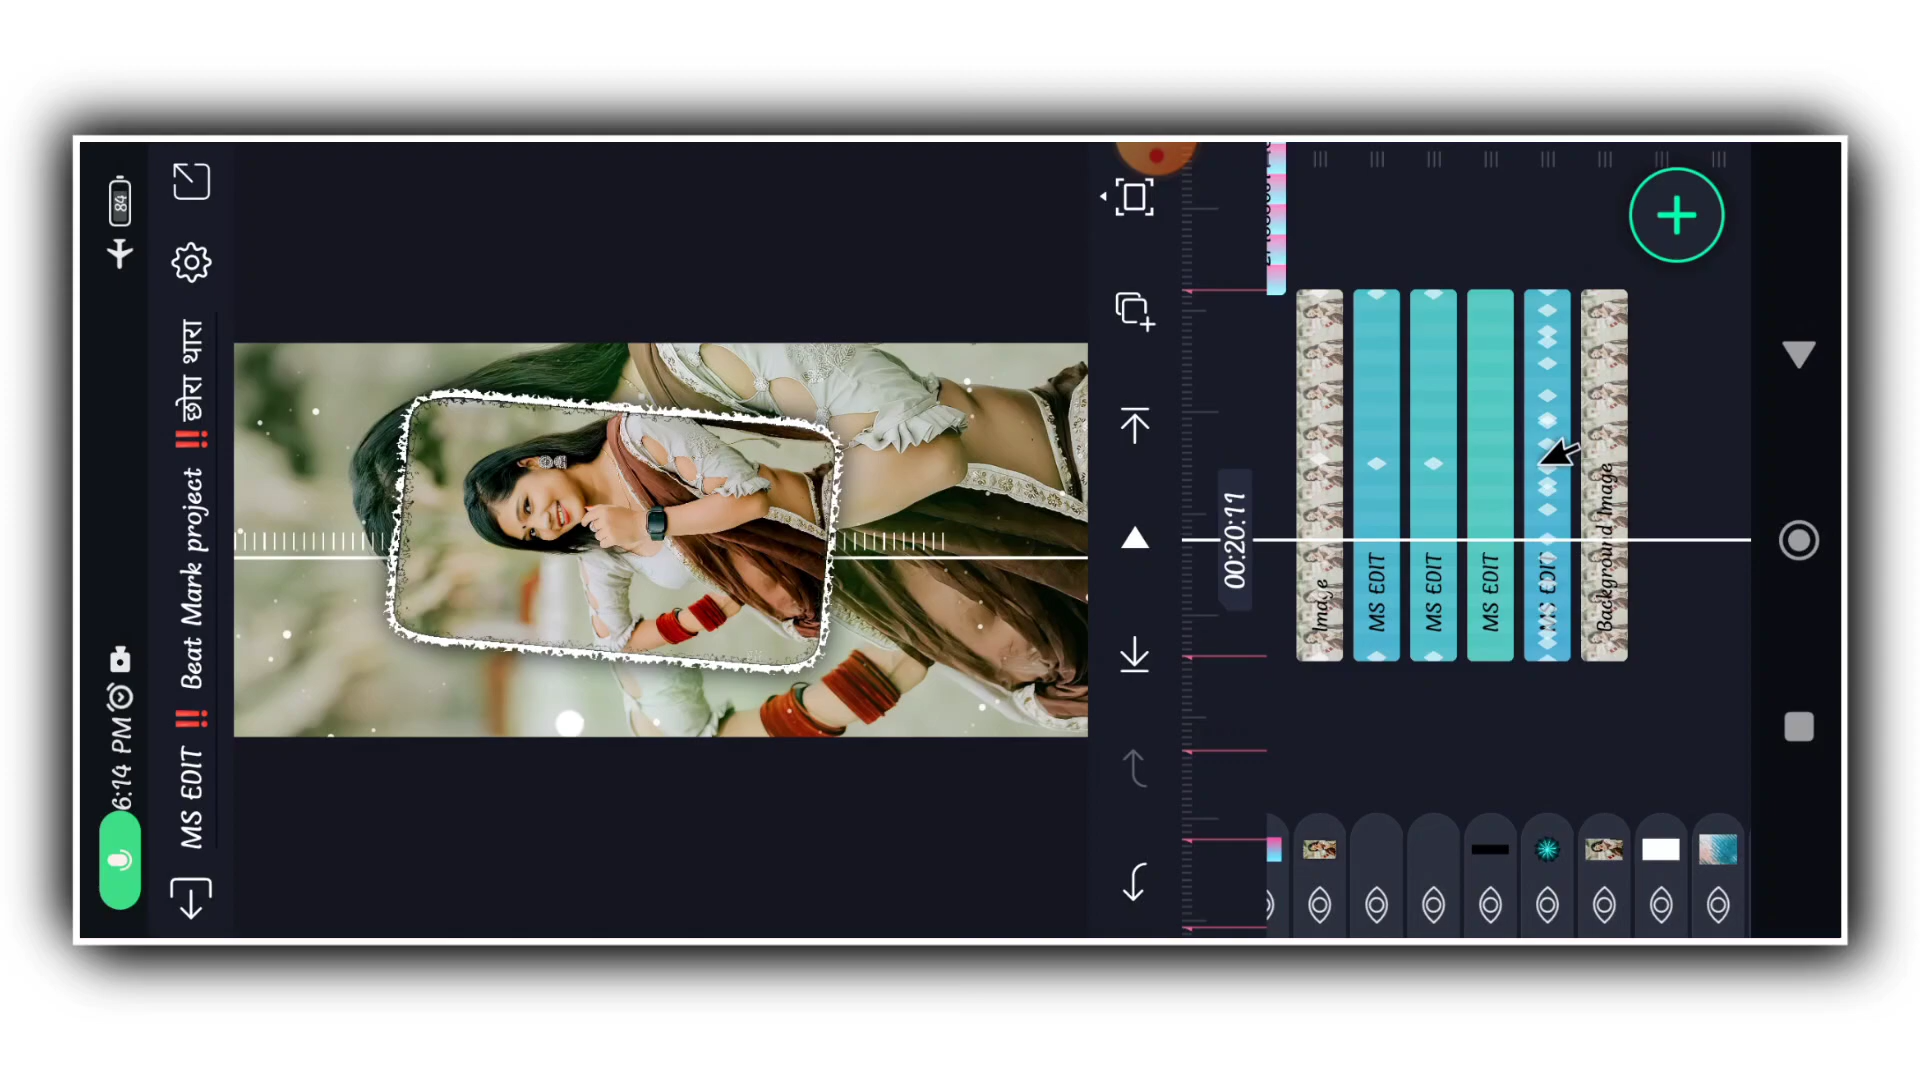 6:14 PM
84
MS EDIT ‼️ Beat Mark project ‼️छोरा थारा
00:20:11
Image
MS EDIT
MS EDIT
MS EDIT
MS EDIT
Background Image